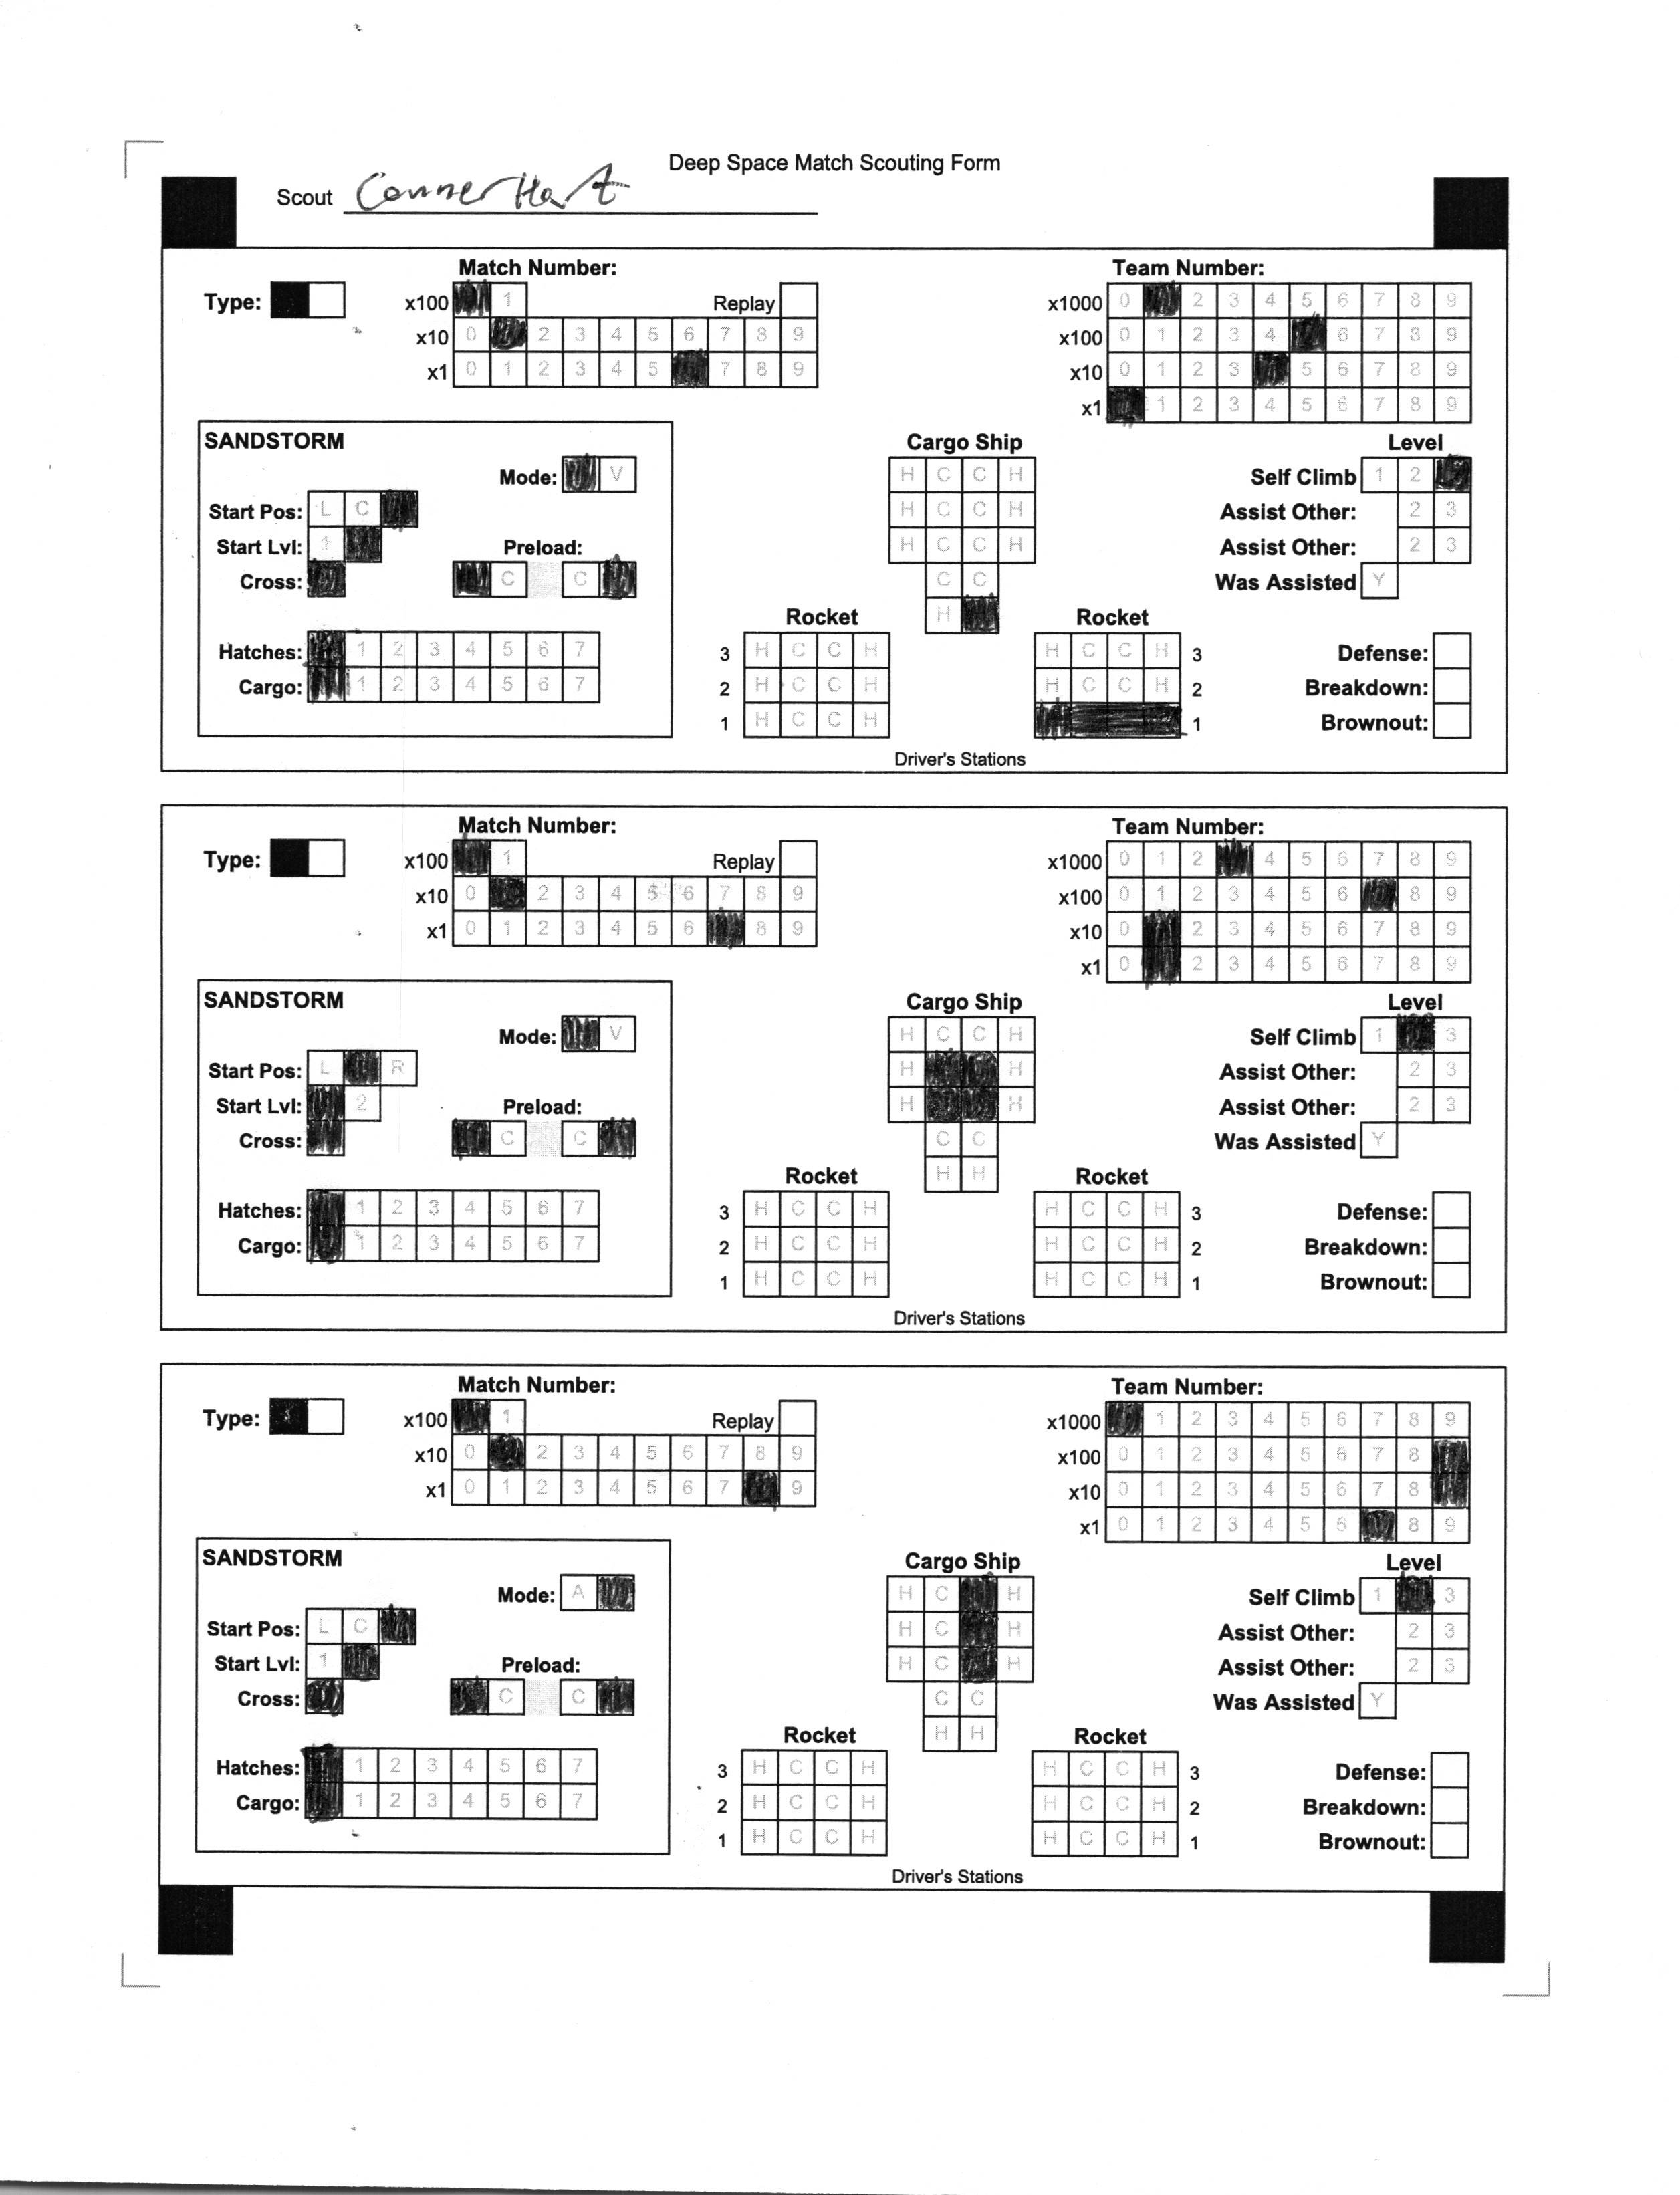 Deep Space Match Scouting Form
Scout Conner Hart
Match Number: Team Number:
Type: x100 1 Replay x1000 0 2 3 4 5 6 7 8 9
x10 0 2 3 4 5 6 7 8 9 x100 0 1 2 3 4 6 7 8 9
x1 0 1 2 3 4 5 7 8 9 x10 0 1 2 3 5 6 7 8 9
x1 1 2 3 4 5 6 7 8 9
SANDSTORM Cargo Ship Level
Mode: V H C C H Self Climb 1 2
Start Pos: L C H C C H Assist Other: 2 3
Start Lvl: 1 Preload: H C C H Assist Other: 2 3
Cross: C C C C Was Assisted Y
Rocket H Rocket
Hatches: 1 2 3 4 5 6 7 3 H C C H H C C H 3 Defense:
Cargo: 1 2 3 4 5 6 7 2 H C C H H C C H 2 Breakdown:
1 H C C H 1 Brownout:
Driver's Stations
Match Number: Team Number:
Type: x100 1 Replay x1000 0 1 2 4 5 6 7 8 9
x10 0 2 3 4 5 6 7 8 9 x100 0 1 2 3 4 5 6 8 9
x1 0 1 2 3 4 5 6 8 9 x10 0 2 3 4 5 6 7 8 9
x1 0 2 3 4 5 6 7 8 9
SANDSTORM Cargo Ship Level
Mode: V H C C H Self Climb 1 3
Start Pos: L R H H Assist Other: 2 3
Start Lvl: 2 Preload: H H Assist Other: 2 3
Cross: C C C C Was Assisted Y
Rocket H H Rocket
Hatches: 1 2 3 4 5 6 7 3 H C C H H C C H 3 Defense:
Cargo: 1 2 3 4 5 6 7 2 H C C H H C C H 2 Breakdown:
1 H C C H H C C H 1 Brownout:
Driver's Stations
Match Number: Team Number:
Type: x100 1 Replay x1000 1 2 3 4 5 6 7 8 9
x10 0 2 3 4 5 6 7 8 9 x100 0 1 2 3 4 5 6 7 8
x1 0 1 2 3 4 5 6 7 9 x10 0 1 2 3 4 5 6 7 8
x1 0 1 2 3 4 5 6 8 9
SANDSTORM Cargo Ship Level
Mode: A H C H Self Climb 1 3
Start Pos: L C H C H Assist Other: 2 3
Start Lvl: 1 Preload: H C H Assist Other: 2 3
Cross: C C C C Was Assisted Y
Rocket H H Rocket
Hatches: 1 2 3 4 5 6 7 3 H C C H H C C H 3 Defense:
Cargo: 1 2 3 4 5 6 7 2 H C C H H C C H 2 Breakdown:
1 H C C H H C C H 1 Brownout:
Driver's Stations